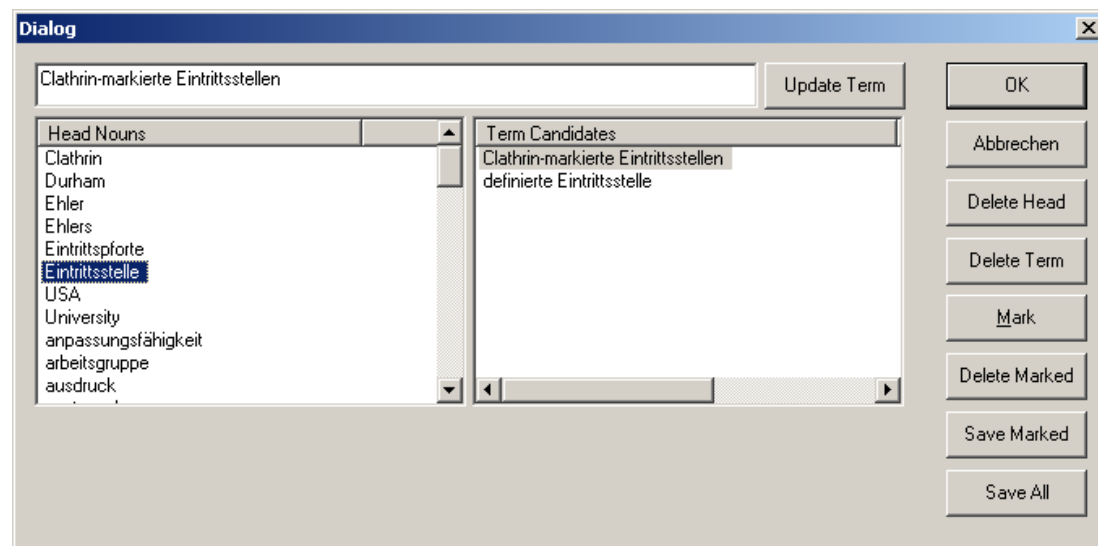 Dialog
Clathrin-markierte Eintrittsstellen
Update Term
OK
Head Nouns
Term Candidates
Clathrin
Clathrin-markierte Eintrittsstellen
Abbrechen
Durham
definierte Eintrittsstelle
Ehler
Delete Head
Ehlers
Eintrittspforte
Eintrittsstelle
Delete Term
USA
University
Mark
anpassungsfähigkeit
arbeitsgruppe
ausdruck
Delete Marked
Save Marked
Save All